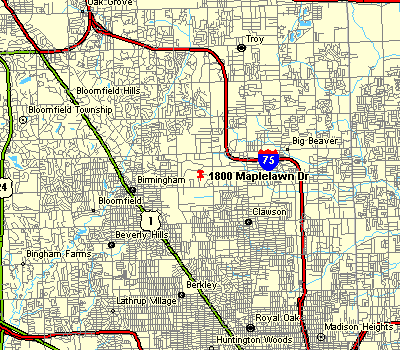 Oak Grove
Troy
Bloomfield Hills
Bloomfield Township
Big Beaver
75
1800 Maplelawn Dr
Birmingham
24
Bloomfield
1
Clawson
Beverly Hills
Bingham Farms
Berkley
Lathrup Village
Royal Oak
Madison Heights
Huntington Woods